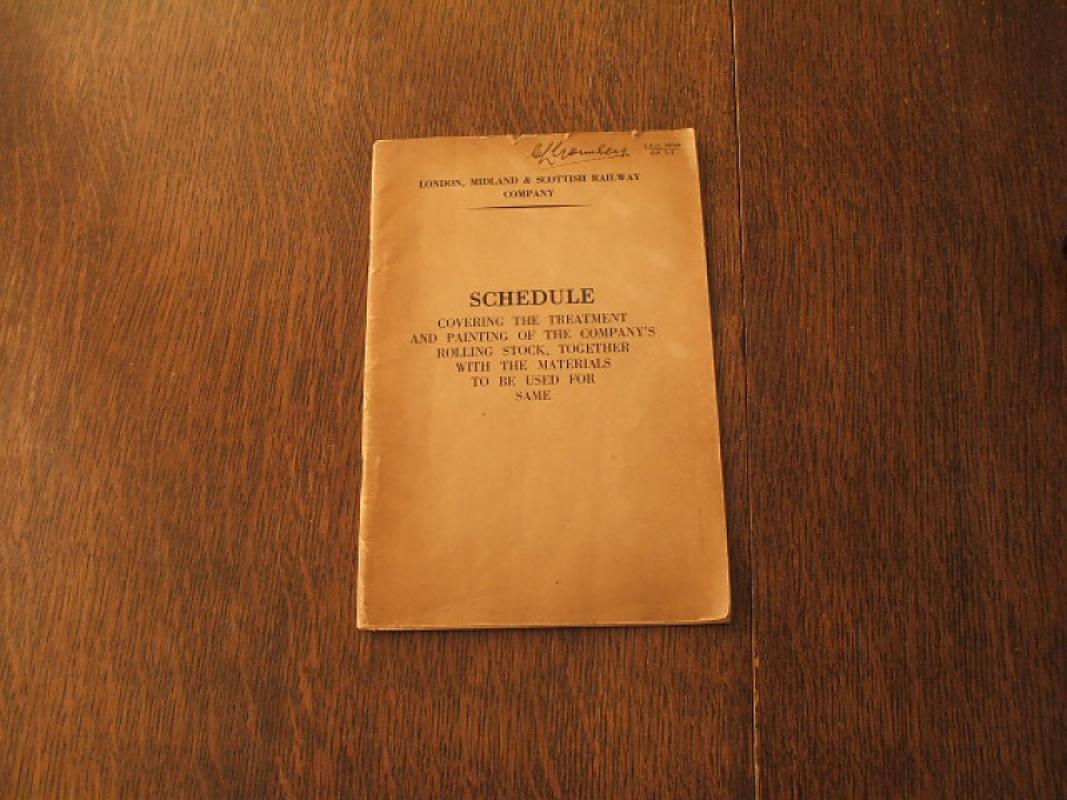 LONDON, MIDLAND & SCOTTISH RAILWAY
COMPANY
SCHEDULE
COVERING THE TREATMENT
AND PAINTING OF THE COMPANY'S
ROLLING STOCK, TOGETHER
WITH THE MATERIALS
TO BE USED FOR
SAME